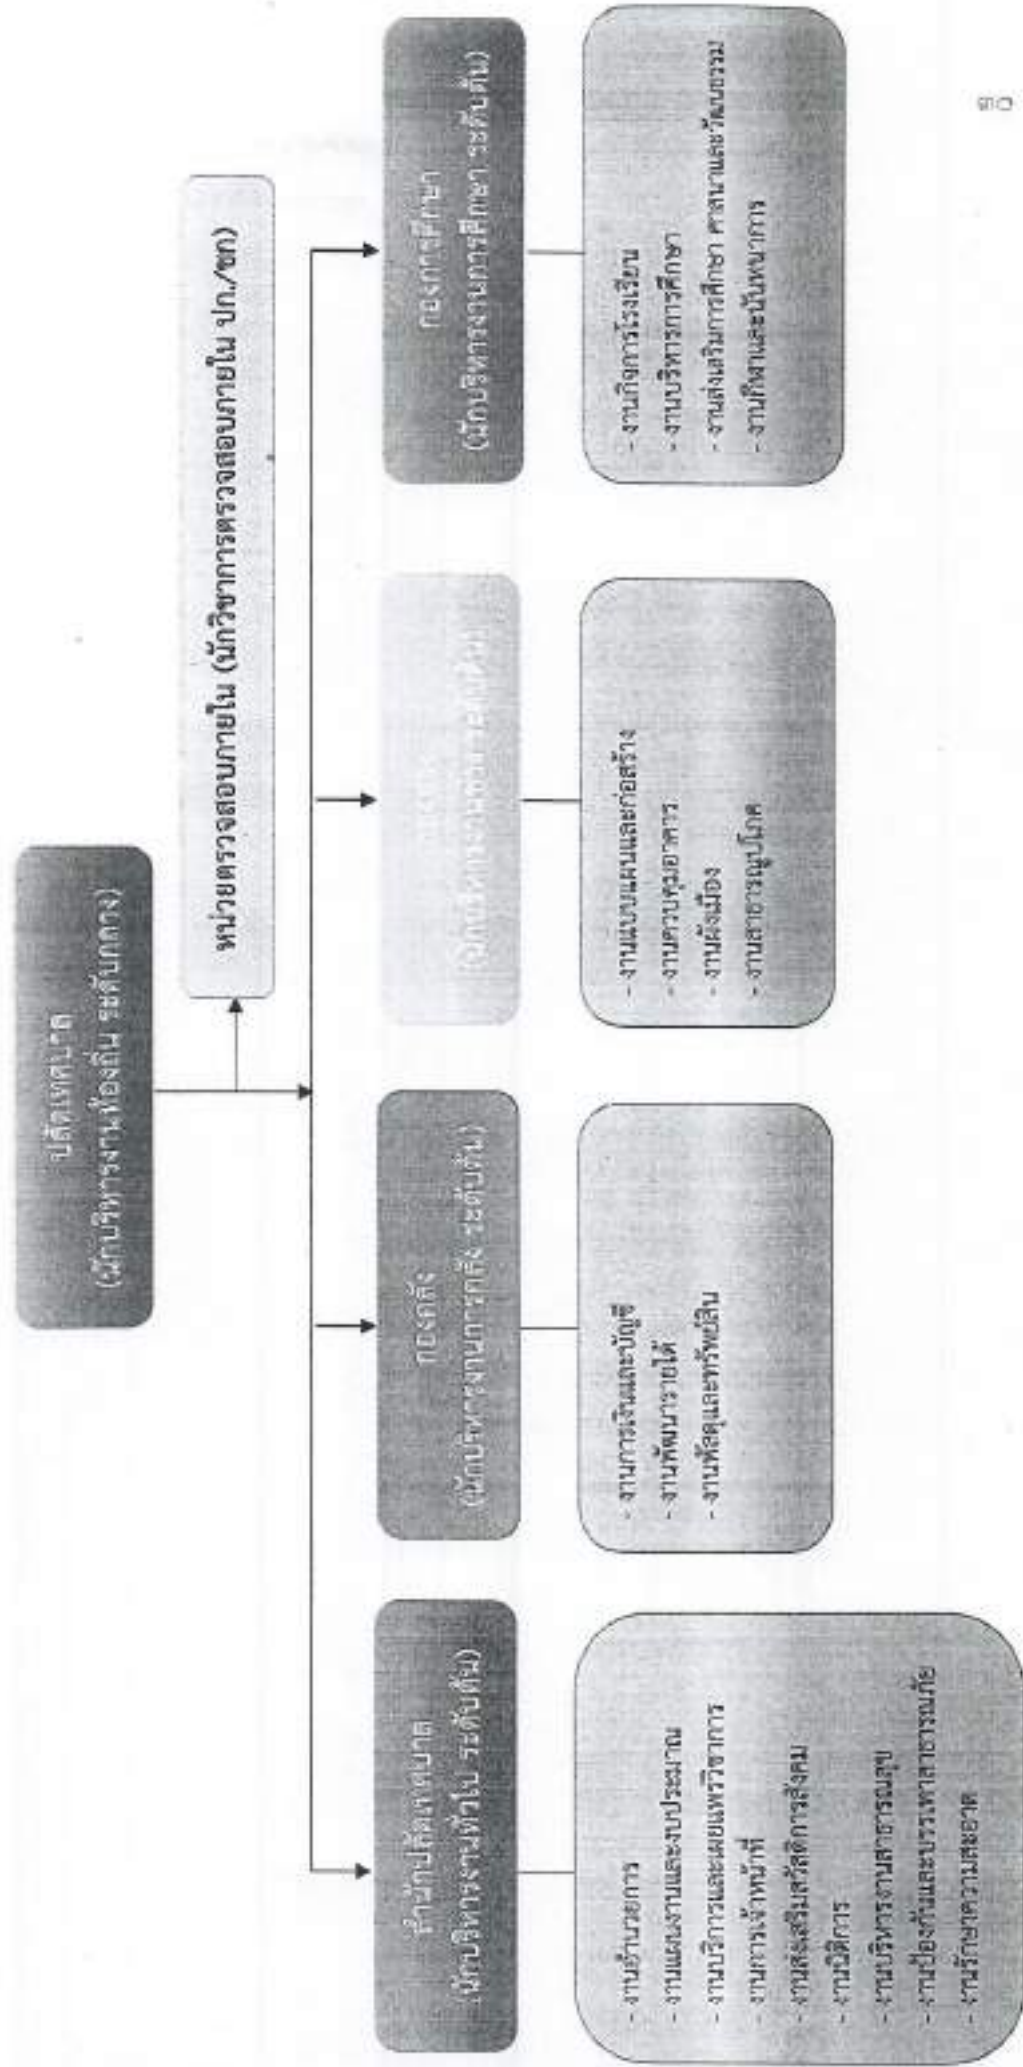 ปลัดเทศบาล
(นักบริหารงานท้องถิ่น ระดับกลาง)
หน่วยตรวจสอบภายใน (นักวิชาการตรวจสอบภายใน ปก./ชก)
สำนักปลัดเทศบาล
(นักบริหารงานทั่วไป ระดับต้น)
- งานอำนวยการ
- งานแผนงานและงบประมาณ
- งานบริการและเผยแพร่วิชาการ
- งานการเจ้าหน้าที่
- งานส่งเสริมสวัสดิการสังคม
- งานนิติการ
- งานบริหารงานสาธารณสุข
- งานป้องกันและบรรเทาสาธารณภัย
- งานรักษาความสะอาด
กองคลัง
(นักบริหารงานการคลัง ระดับต้น)
- งานการเงินและบัญชี
- งานพัฒนารายได้
- งานพัสดุและทรัพย์สิน
กองช่าง
- งานแบบแผนและก่อสร้าง
- งานควบคุมอาคาร
- งานผังเมือง
- งานสาธารณูปโภค
กองการศึกษา
(นักบริหารงานการศึกษา ระดับต้น)
- งานกิจการโรงเรียน
- งานบริหารการศึกษา
- งานส่งเสริมการศึกษา ศาสนาและวัฒนธรรม
- งานกีฬาและนันทนาการ